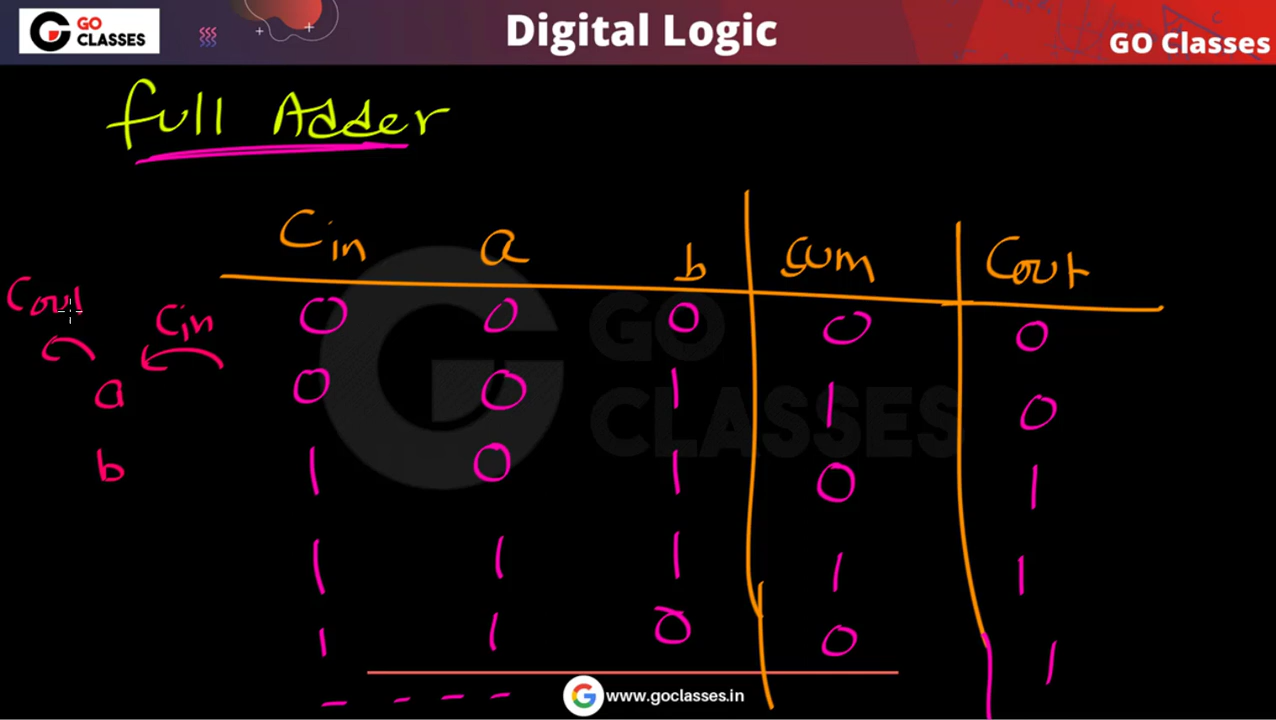 GO CLASSES
Digital Logic
GO Classes
full Adder
Cin a b sum Cout
Cout
Cin
a
b
0 0 0 0 0
0 0 1 1 0
1 0 1 0 1
1 1 1 1 1
1 1 0 0 1
- - - -
GO
CLASSES
www.goclasses.in